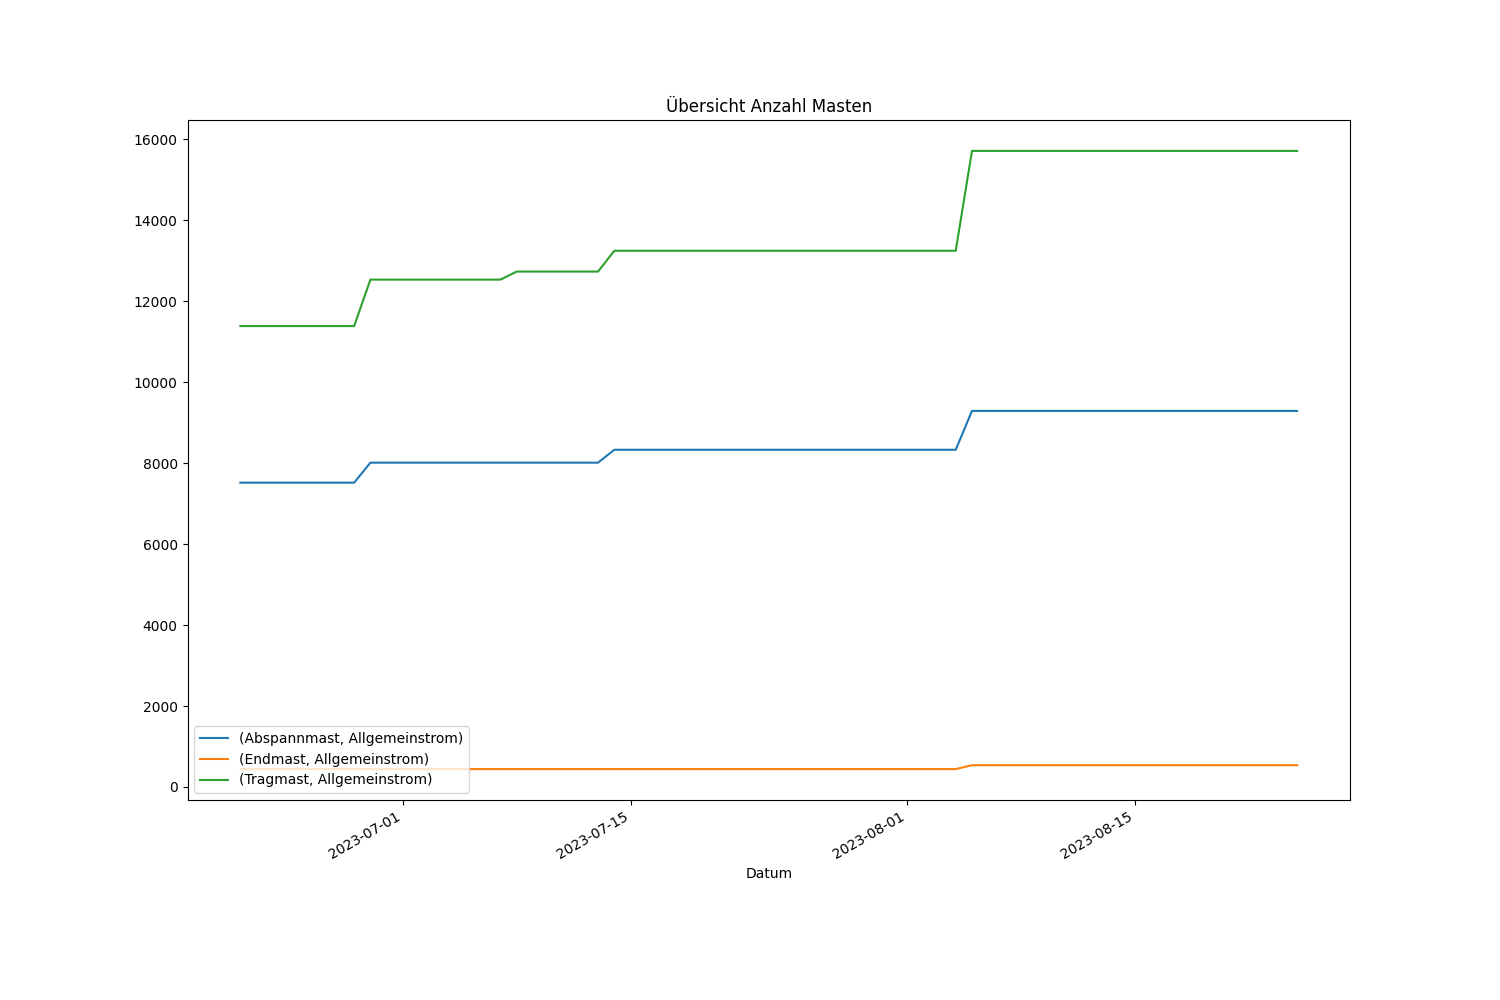 Übersicht Anzahl Masten
16000
14000
12000
10000
8000
6000
4000
2000
0
(Abspannmast, Allgemeinstrom)
(Endmast, Allgemeinstrom)
(Tragmast, Allgemeinstrom)
2023-07-01
2023-07-15
2023-08-01
2023-08-15
Datum